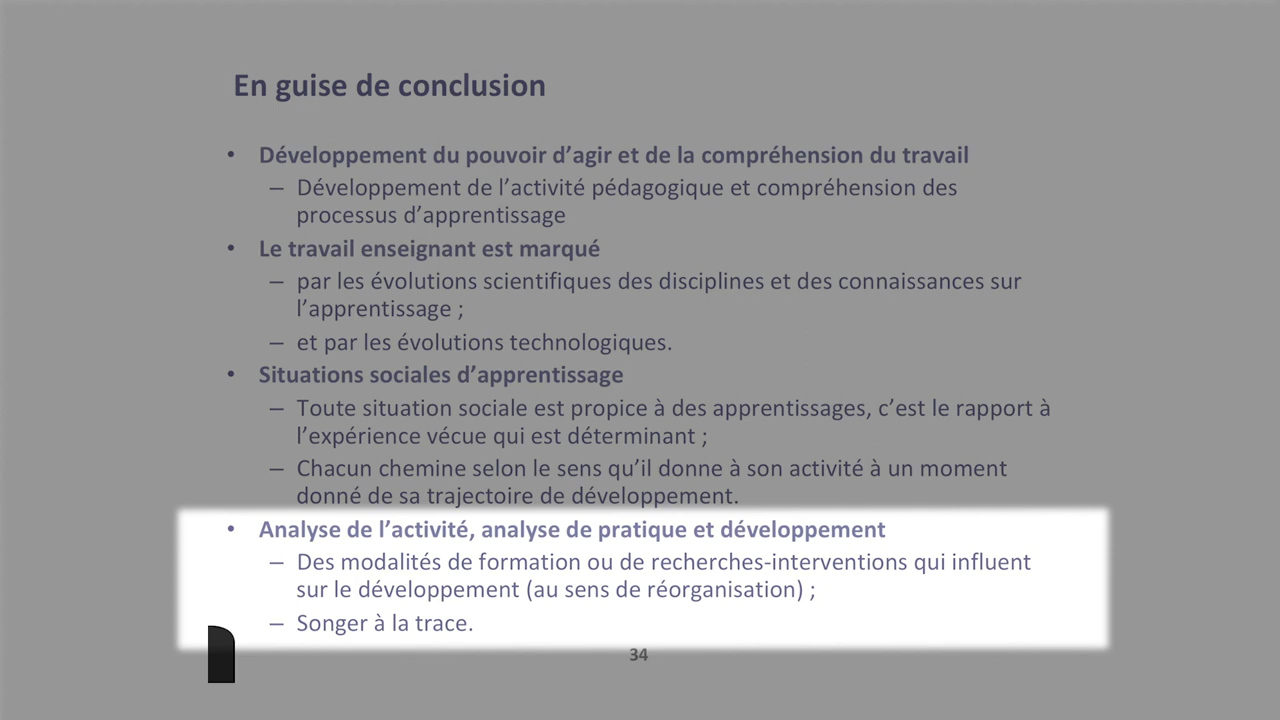 En guise de conclusion
• Développement du pouvoir d’agir et de la compréhension du travail
– Développement de l’activité pédagogique et compréhension des
processus d’apprentissage
• Le travail enseignant est marqué
– par les évolutions scientifiques des disciplines et des connaissances sur
l’apprentissage ;
– et par les évolutions technologiques.
• Situations sociales d’apprentissage
– Toute situation sociale est propice à des apprentissages, c’est le rapport à
l’expérience vécue qui est déterminant ;
– Chacun chemine selon le sens qu’il donne à son activité à un moment
donné de sa trajectoire de développement.
• Analyse de l’activité, analyse de pratique et développement
– Des modalités de formation ou de recherches-interventions qui influent
sur le développement (au sens de réorganisation) ;
– Songer à la trace.
34